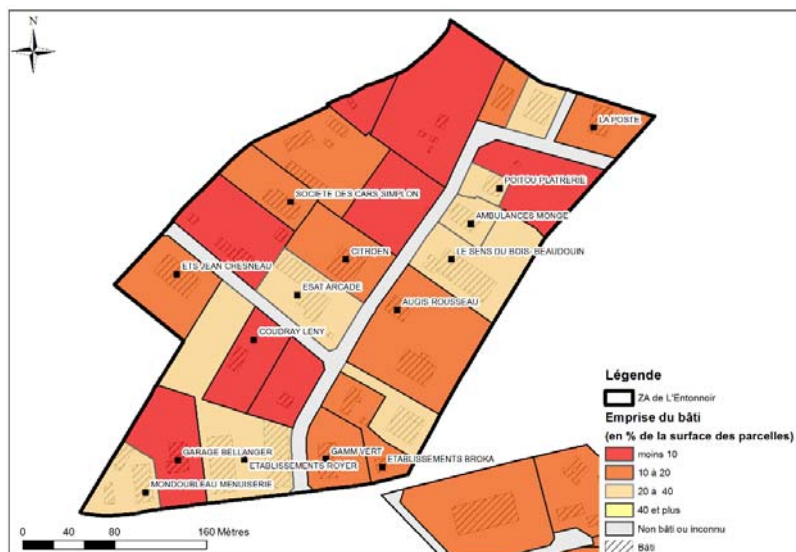 N
LA POSTE
POITOU PLATRERIE
SOCIETE DES CARS SIMPLON
AMBULANCES MONGE
CITROEN
LE SENS DU BOIS- BEAUDOUIN
ETS JEAN CHESNEAU
ESAT ARCADE
AUGIS ROUSSEAU
COUDRAY LENY
GARAGE BELLANGER
GAMM VERT
ETABLISSEMENTS ROYER
ETABLISSEMENTS BROKA
MONDOUBLEAU MENUISERIE
0 40 80 160 Mètres
Légende
ZA de L'Entonnoir
Emprise du bâti
(en % de la surface des parcelles)
moins 10
10 à 20
20 à 40
40 et plus
Non bâti ou inconnu
Bâti